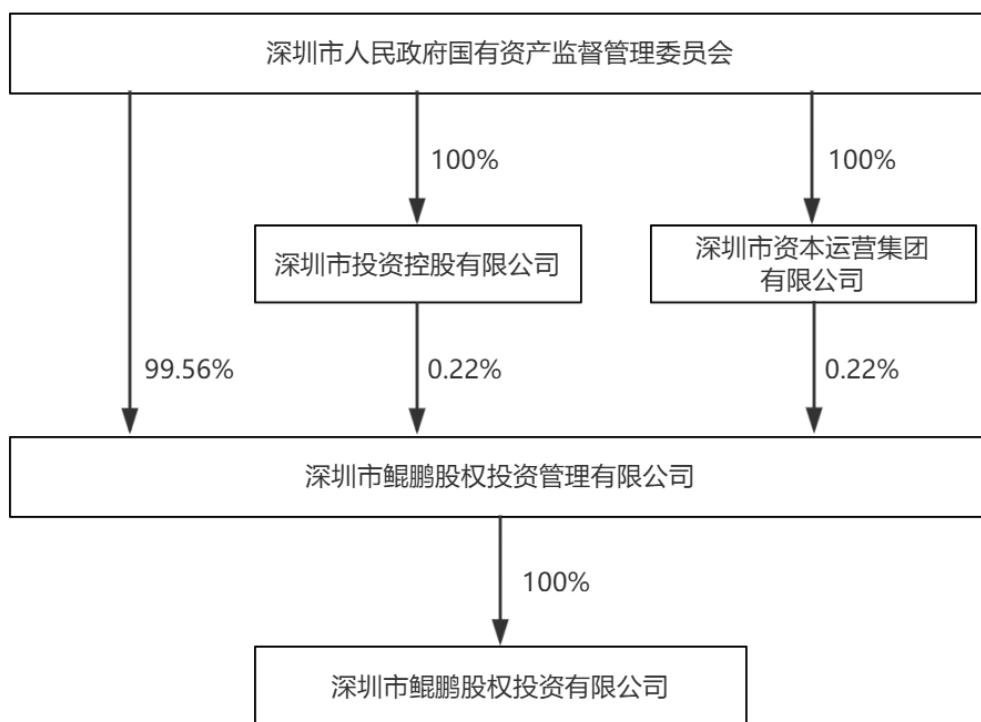 深圳市人民政府国有资产监督管理委员会
100%
100%
深圳市投资控股有限公司
深圳市资本运营集团
有限公司
99.56%
0.22%
0.22%
深圳市鲲鹏股权投资管理有限公司
100%
深圳市鲲鹏股权投资有限公司